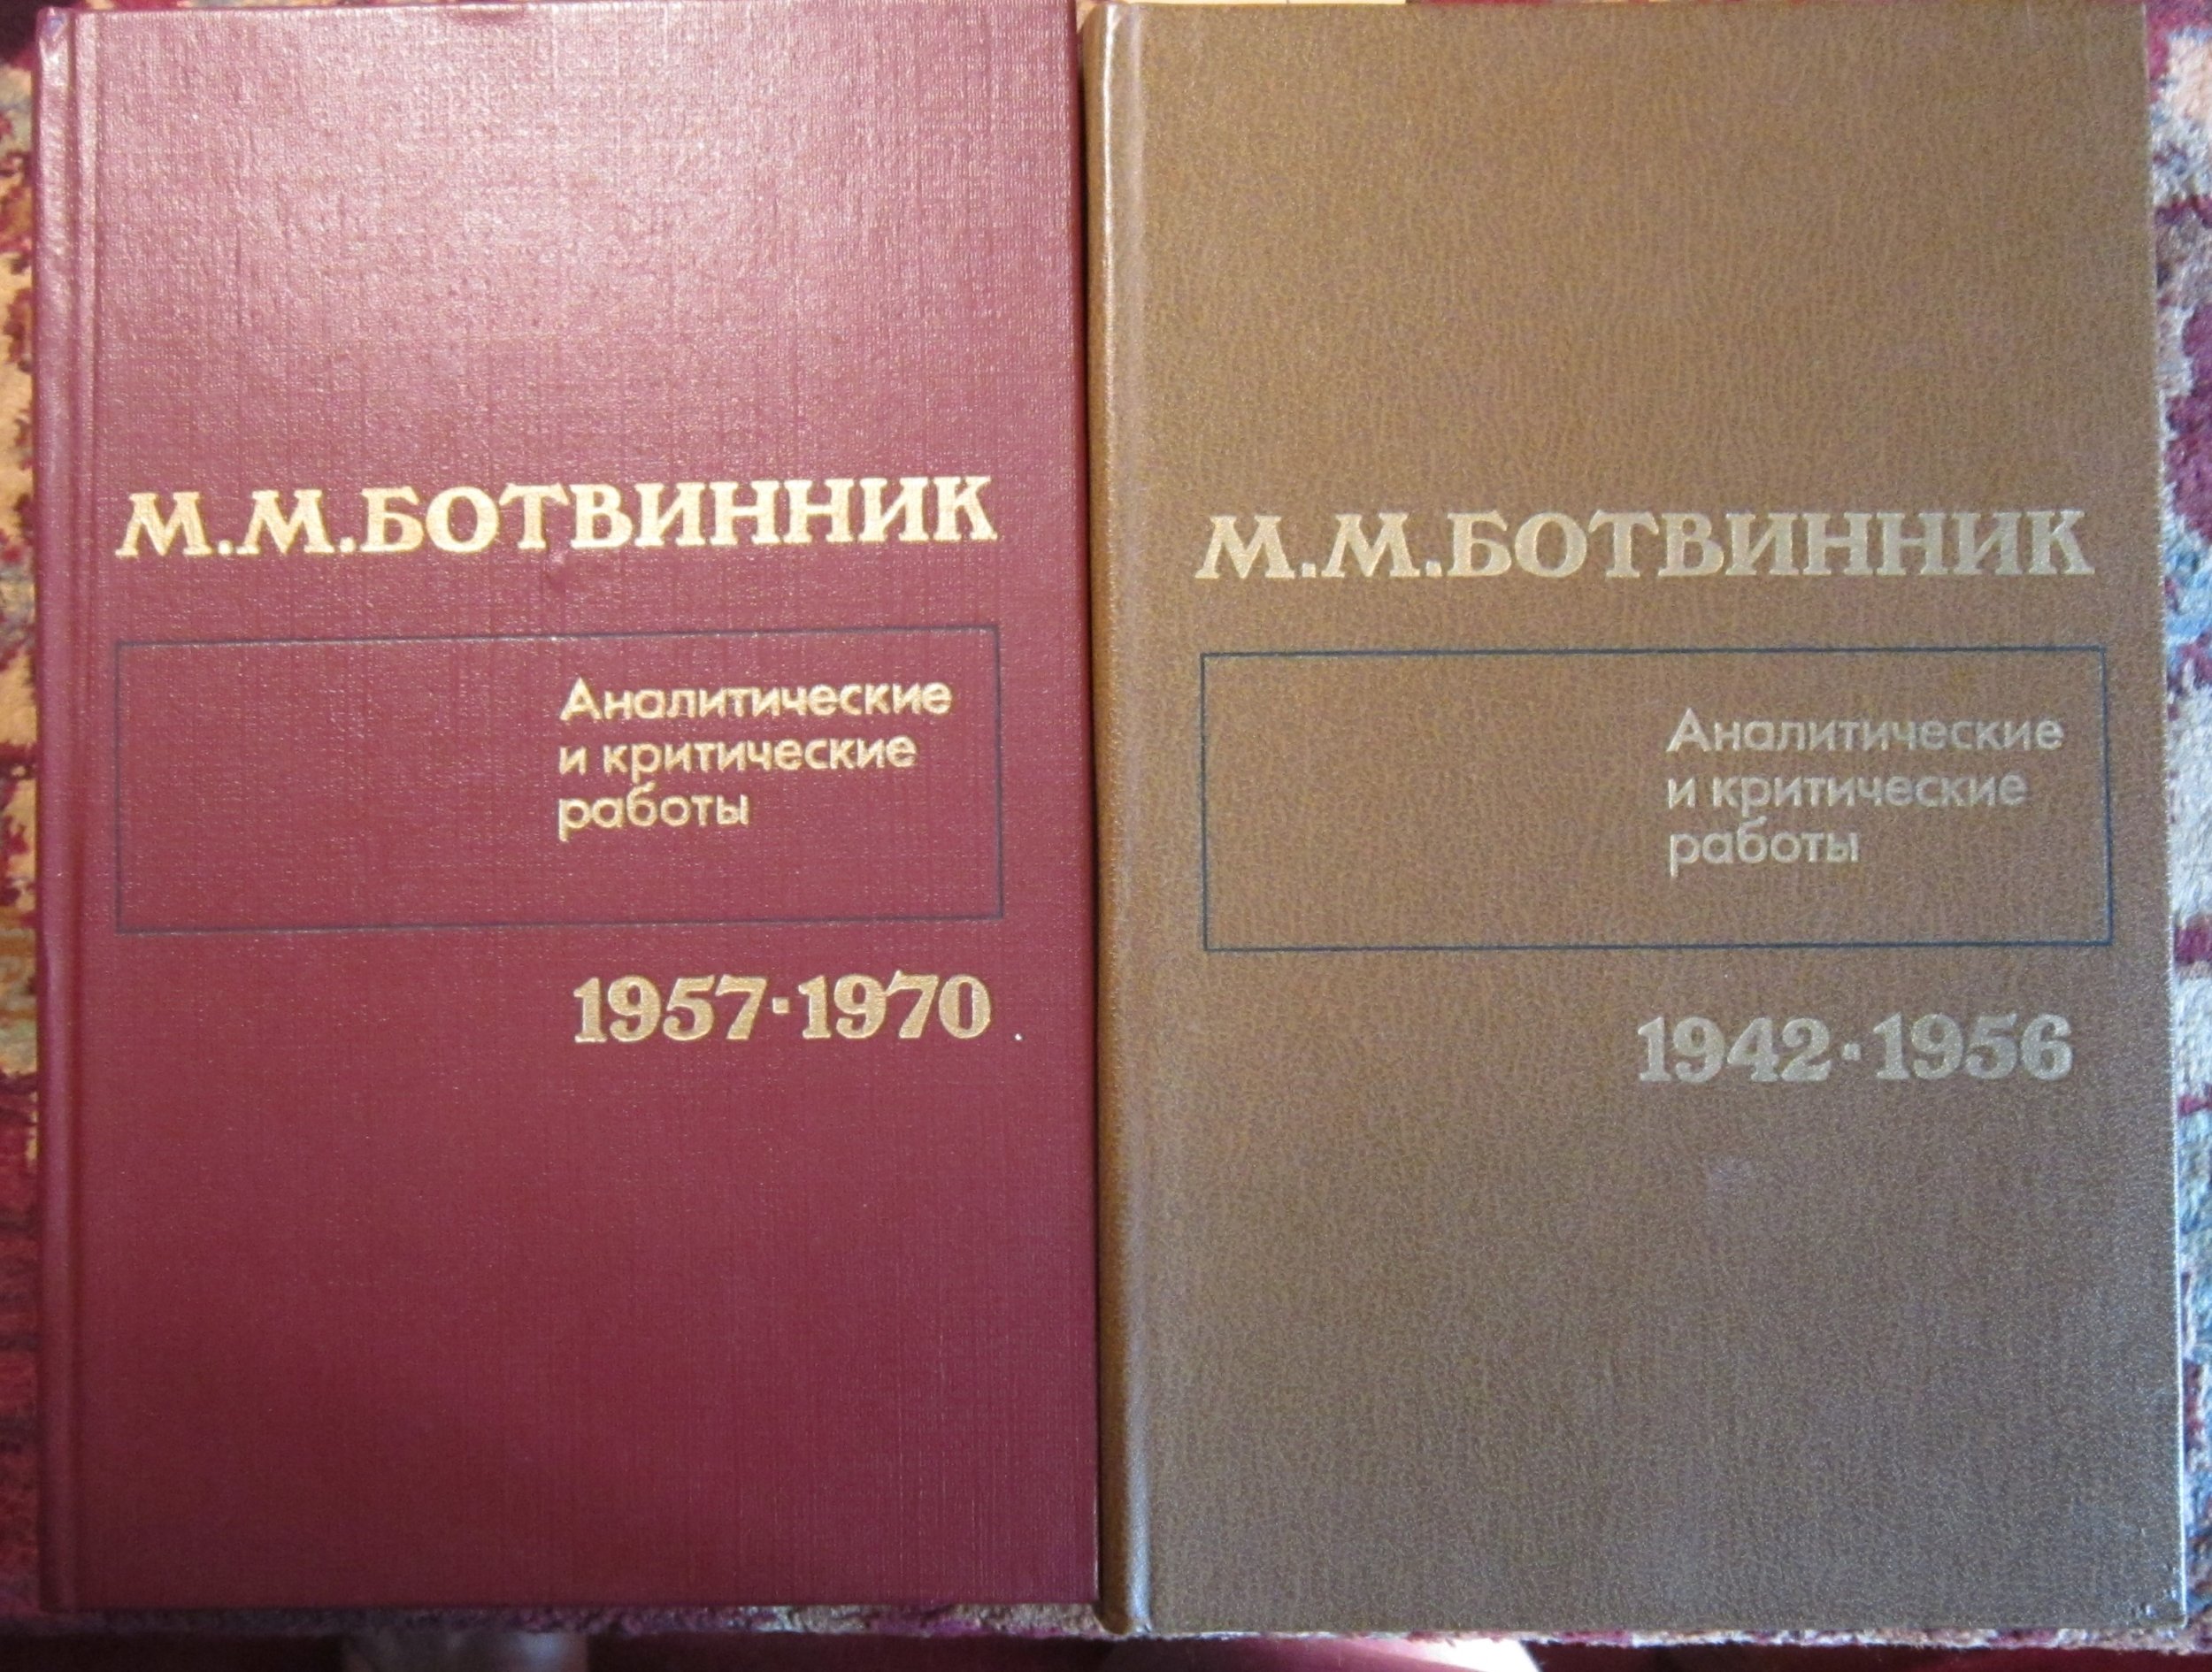 М.М.БОТВИННИК
Аналитические
и критические
работы
1957·1970
М.М.БОТВИННИК
Аналитические
и критические
работы
1942·1956